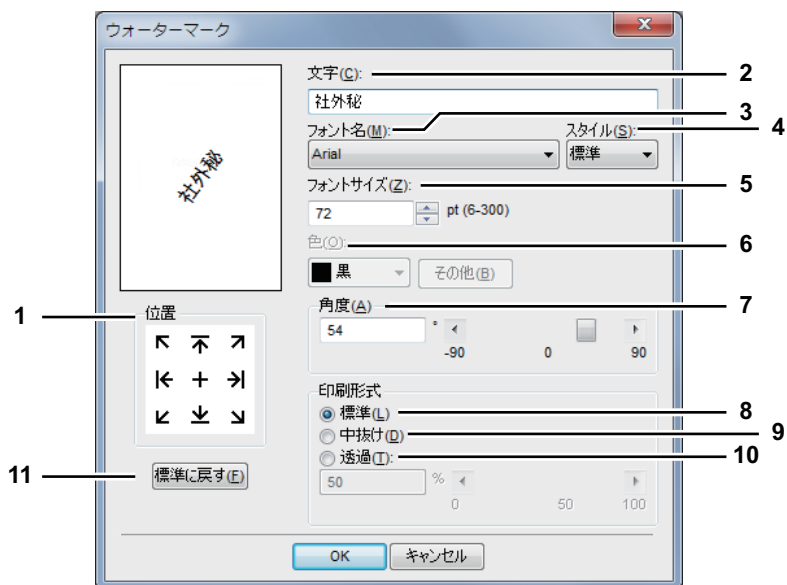 ウォーターマーク
文字(C):
2
社外秘
フォント名(M):
3
スタイル(S):
4
Arial
標準
フォントサイズ(Z):
5
72
pt (6-300)
社外秘
色(O):
6
黒
その他(B)
1
位置
角度(A)
7
54
°
-90
0
90
印刷形式
標準(L)
8
中抜け(D)
9
透過(T):
10
11
標準に戻す(F)
50
%
0
50
100
OK
キャンセル